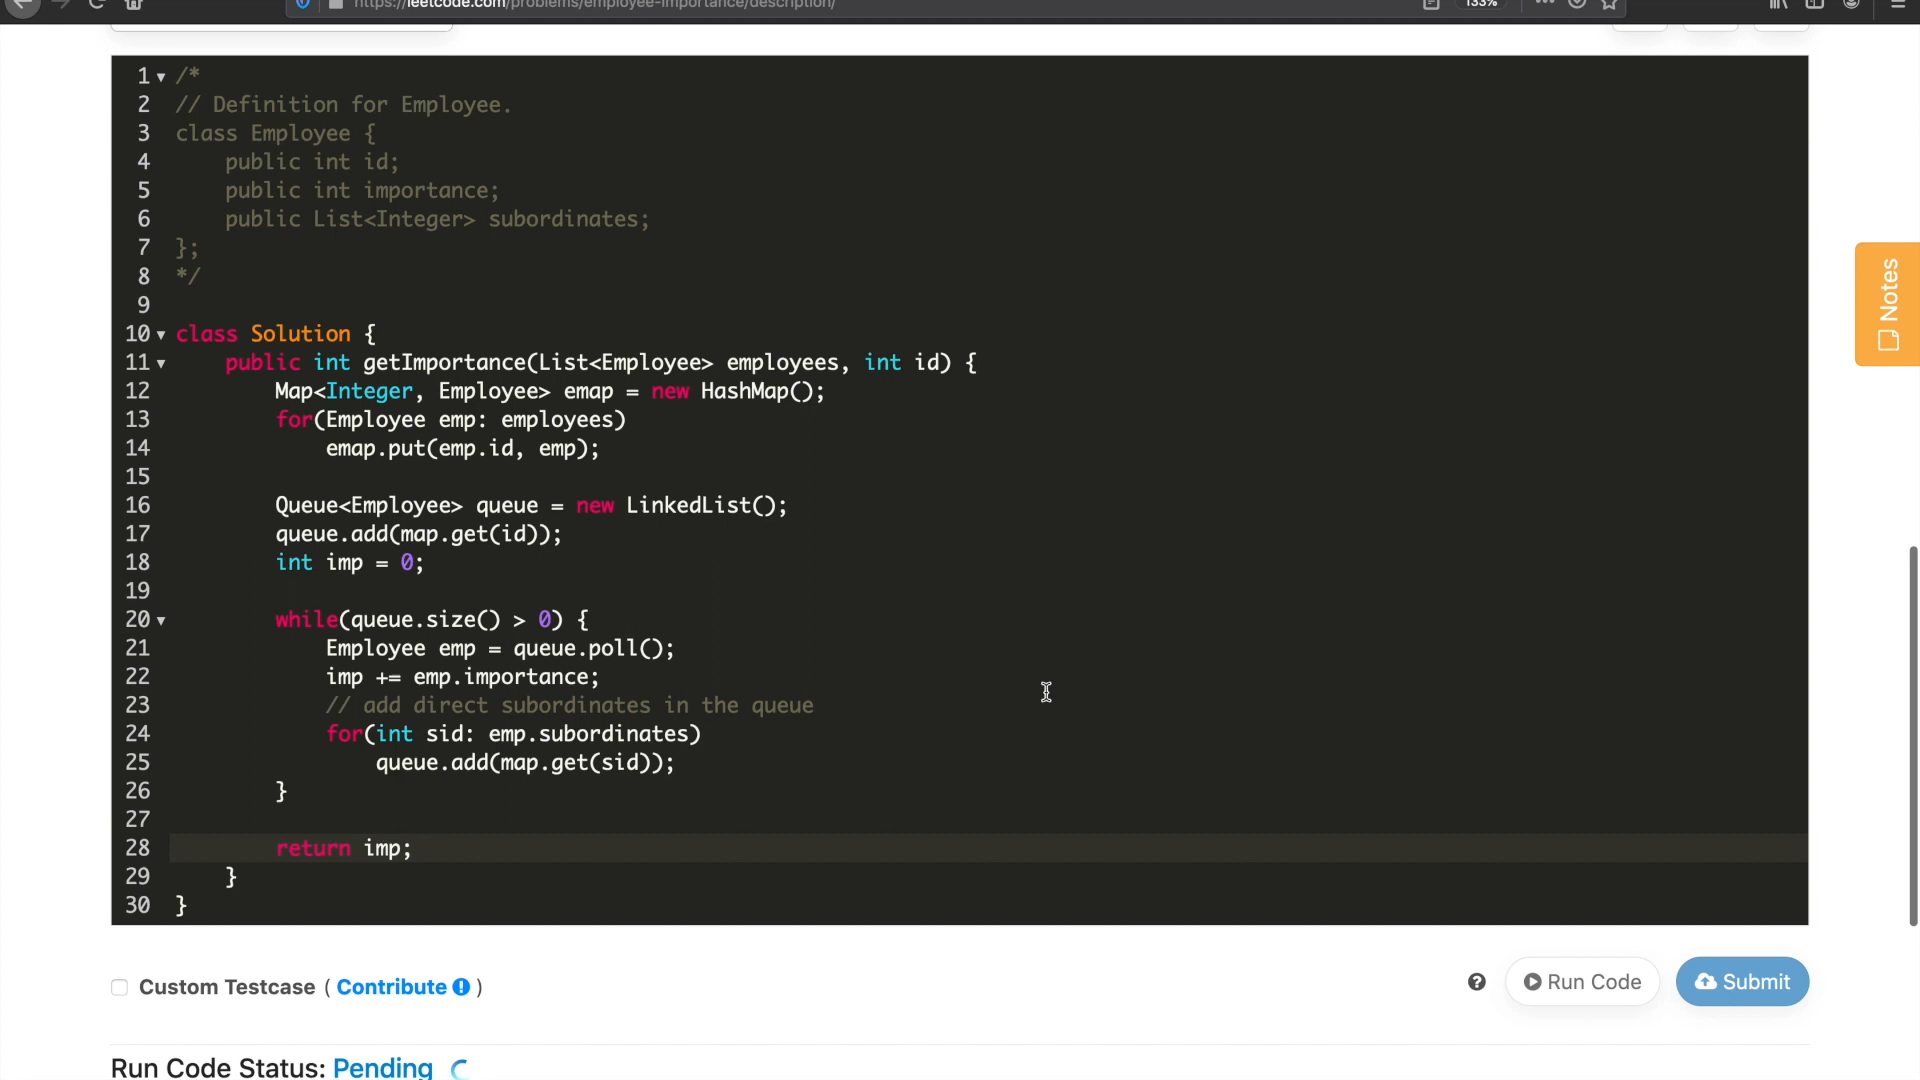 https://leetcode.com/problems/employee-importance/description/
133%
1 /*
2 // Definition for Employee.
3 class Employee {
4     public int id;
5     public int importance;
6     public List<Integer> subordinates;
7 };
8 */
9
10 class Solution {
11     public int getImportance(List<Employee> employees, int id) {
12         Map<Integer, Employee> emap = new HashMap();
13         for(Employee emp: employees)
14             emap.put(emp.id, emp);
15
16         Queue<Employee> queue = new LinkedList();
17         queue.add(map.get(id));
18         int imp = 0;
19
20         while(queue.size() > 0) {
21             Employee emp = queue.poll();
22             imp += emp.importance;
23             // add direct subordinates in the queue
24             for(int sid: emp.subordinates)
25                 queue.add(map.get(sid));
26         }
27
28         return imp;
29     }
30 }
Notes
Custom Testcase ( Contribute )
Run Code
Submit
Run Code Status: Pending